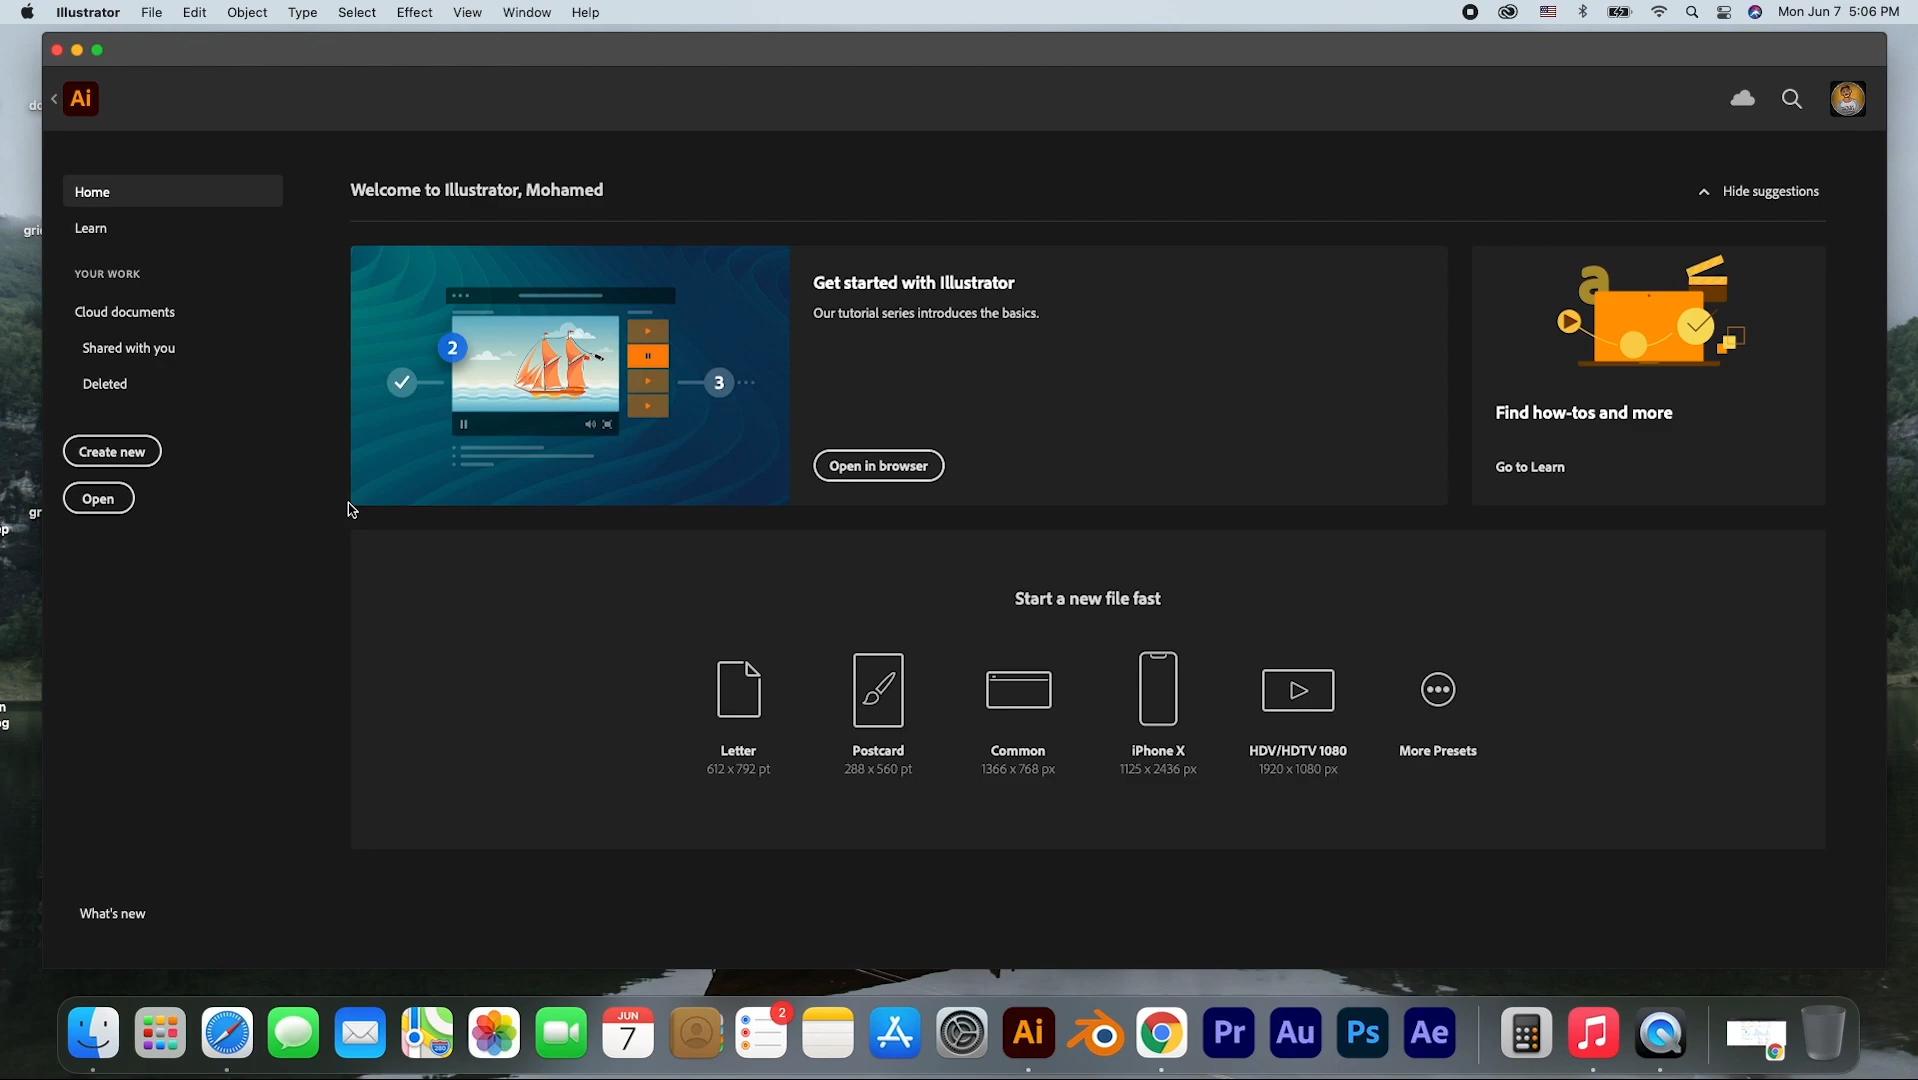 Illustrator File Edit Object Type Select Effect View Window Help Mon Jun 7 5:06 PM
Ai
Home
Learn
YOUR WORK
Cloud documents
Shared with you
Deleted
Create new
Open
What's new
Welcome to Illustrator, Mohamed
Hide suggestions
2
3
Get started with Illustrator
Our tutorial series introduces the basics.
Open in browser
a
Find how-tos and more
Go to Learn
Start a new file fast
Letter
612 x 792 pt
Postcard
288 x 560 pt
Common
1366 x 768 px
iPhone X
1125 x 2436 px
HDV/HDTV 1080
1920 x 1080 px
More Presets
JUN
7
2
280
Ai
Pr
Au
Ps
Ae